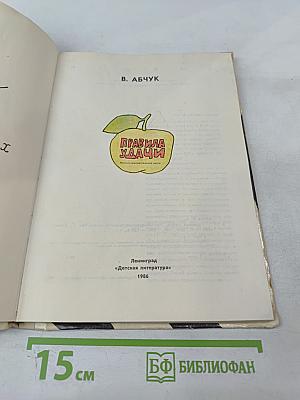 х
В. АБЧУК
ПРАВИЛА
УДАЧИ
Ленинград
«Детская литература»
1986
15 см
БФ БИБЛИОФАН